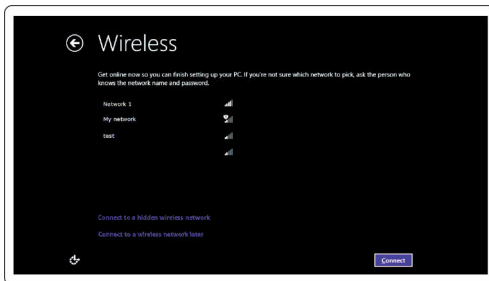 Wireless
Get online now so you can finish setting up your PC. If you're not sure which network to pick, ask the person who
knows the network name and password.
Network 1
My network
test
Connect to a hidden wireless network
Connect to a wireless network later
Connect